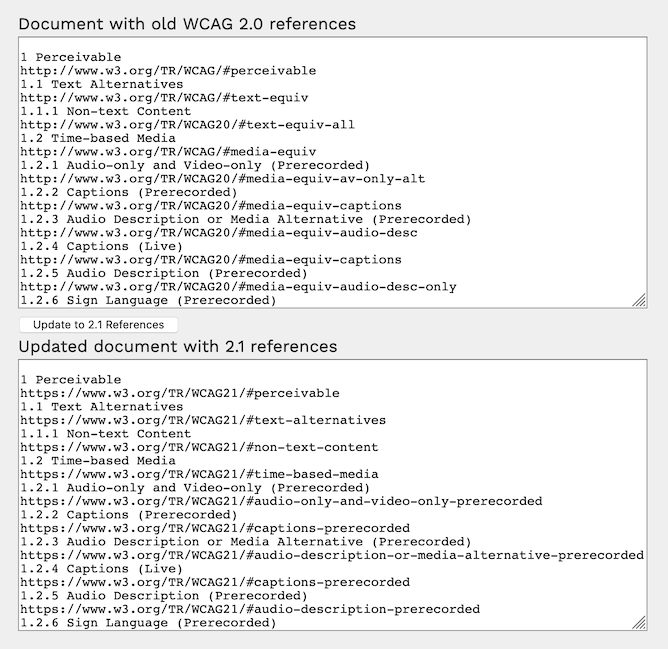 Document with old WCAG 2.0 references
1 Perceivable
http://www.w3.org/TR/WCAG/#perceivable
1.1 Text Alternatives
http://www.w3.org/TR/WCAG/#text-equiv
1.1.1 Non-text Content
http://www.w3.org/TR/WCAG20/#text-equiv-all
1.2 Time-based Media
http://www.w3.org/TR/WCAG/#media-equiv
1.2.1 Audio-only and Video-only (Prerecorded)
http://www.w3.org/TR/WCAG20/#media-equiv-av-only-alt
1.2.2 Captions (Prerecorded)
http://www.w3.org/TR/WCAG20/#media-equiv-captions
1.2.3 Audio Description or Media Alternative (Prerecorded)
http://www.w3.org/TR/WCAG20/#media-equiv-audio-desc
1.2.4 Captions (Live)
http://www.w3.org/TR/WCAG20/#media-equiv-captions
1.2.5 Audio Description (Prerecorded)
http://www.w3.org/TR/WCAG20/#media-equiv-audio-desc-only
1.2.6 Sign Language (Prerecorded)
Update to 2.1 References
Updated document with 2.1 references
1 Perceivable
https://www.w3.org/TR/WCAG21/#perceivable
1.1 Text Alternatives
https://www.w3.org/TR/WCAG21/#text-alternatives
1.1.1 Non-text Content
https://www.w3.org/TR/WCAG21/#non-text-content
1.2 Time-based Media
https://www.w3.org/TR/WCAG21/#time-based-media
1.2.1 Audio-only and Video-only (Prerecorded)
https://www.w3.org/TR/WCAG21/#audio-only-and-video-only-prerecorded
1.2.2 Captions (Prerecorded)
https://www.w3.org/TR/WCAG21/#captions-prerecorded
1.2.3 Audio Description or Media Alternative (Prerecorded)
https://www.w3.org/TR/WCAG21/#audio-description-or-media-alternative-prerecorded
1.2.4 Captions (Live)
https://www.w3.org/TR/WCAG21/#captions-prerecorded
1.2.5 Audio Description (Prerecorded)
https://www.w3.org/TR/WCAG21/#audio-description-prerecorded
1.2.6 Sign Language (Prerecorded)